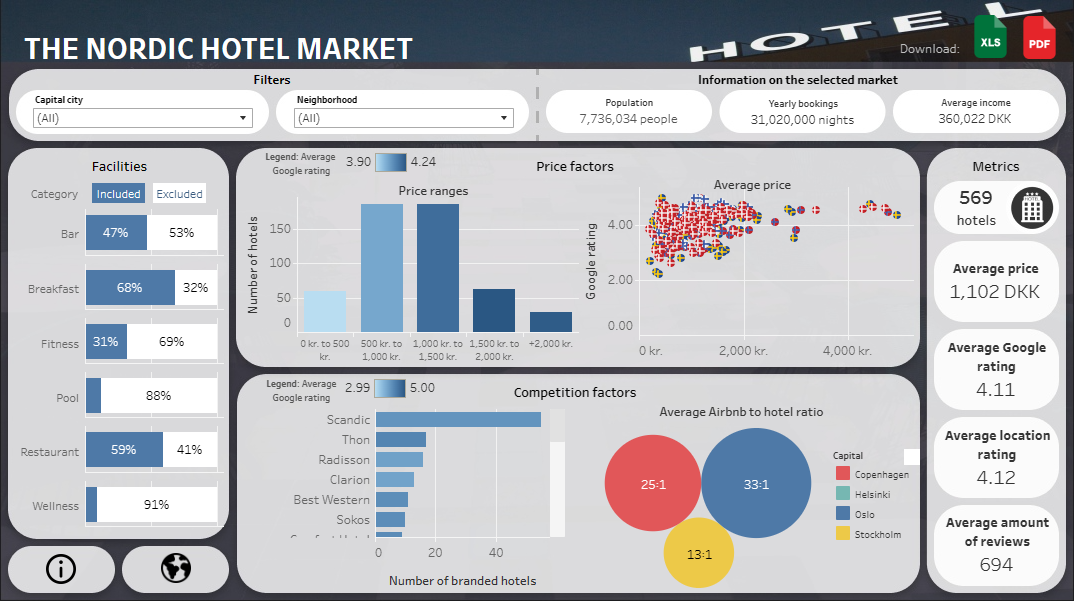 THE NORDIC HOTEL MARKET
HOTEL
Download:
XLS
PDF
Filters
Capital city
(All)
Neighborhood
(All)
Information on the selected market
Population
7,736,034 people
Yearly bookings
31,020,000 nights
Average income
360,022 DKK
Facilities
Category
Included
Excluded
Bar
47%
53%
Breakfast
68%
32%
Fitness
31%
69%
Pool
88%
Restaurant
59%
41%
Wellness
91%
Legend: Average
Google rating
3.90
4.24
Price factors
Price ranges
Number of hotels
150
100
50
0
0 kr. to 500
kr.
500 kr. to
1,000 kr.
1,000 kr. to
1,500 kr.
1,500 kr. to
2,000 kr.
+2,000 kr.
Average price
Google rating
4.00
2.00
0.00
0 kr.
2,000 kr.
4,000 kr.
Legend: Average
Google rating
2.99
5.00
Competition factors
Scandic
Thon
Radisson
Clarion
Best Western
Sokos
0
20
40
Number of branded hotels
Average Airbnb to hotel ratio
25:1
33:1
13:1
Capital
Copenhagen
Helsinki
Oslo
Stockholm
Metrics
569
hotels
HOTEL
Average price
1,102 DKK
Average Google
rating
4.11
Average location
rating
4.12
Average amount
of reviews
694